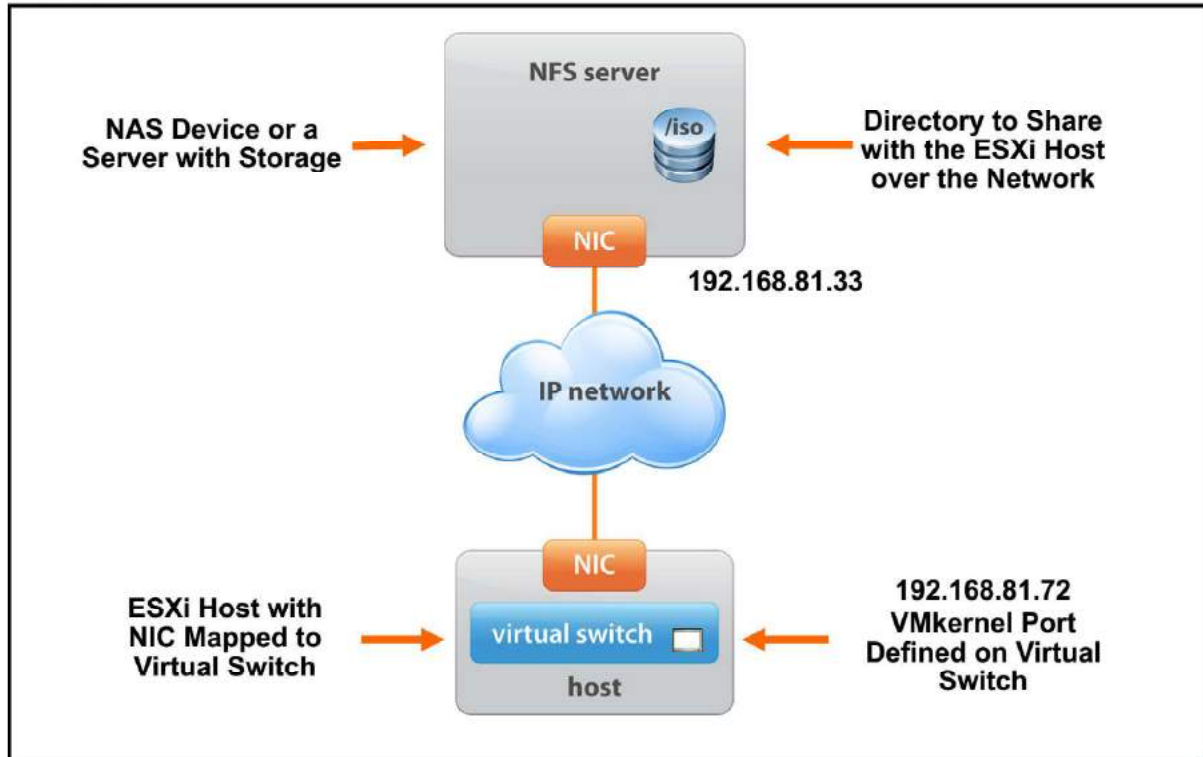 NFS server
/iso
NAS Device or a
Server with Storage
Directory to Share
with the ESXi Host
over the Network
NIC
192.168.81.33
IP network
NIC
ESXi Host with
NIC Mapped to
Virtual Switch
virtual switch
host
192.168.81.72
VMkernel Port
Defined on Virtual
Switch